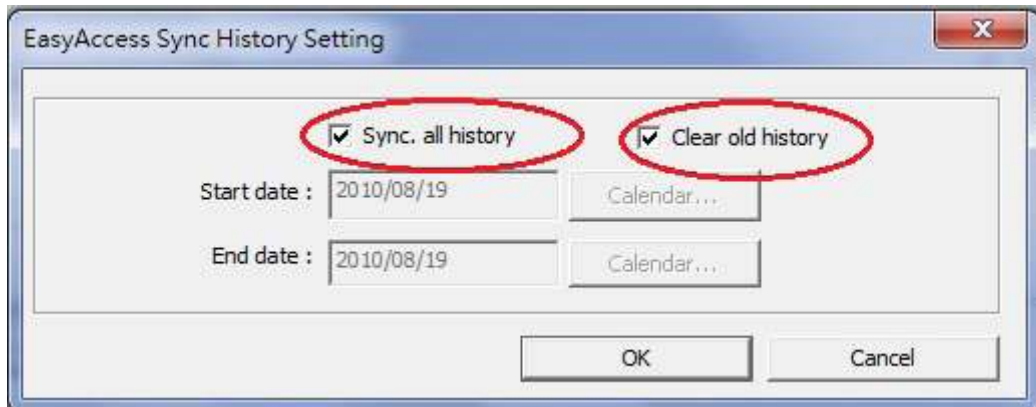 EasyAccess Sync History Setting
Sync. all history
Clear old history
Start date :
2010/08/19
Calendar...
End date :
2010/08/19
Calendar...
OK
Cancel